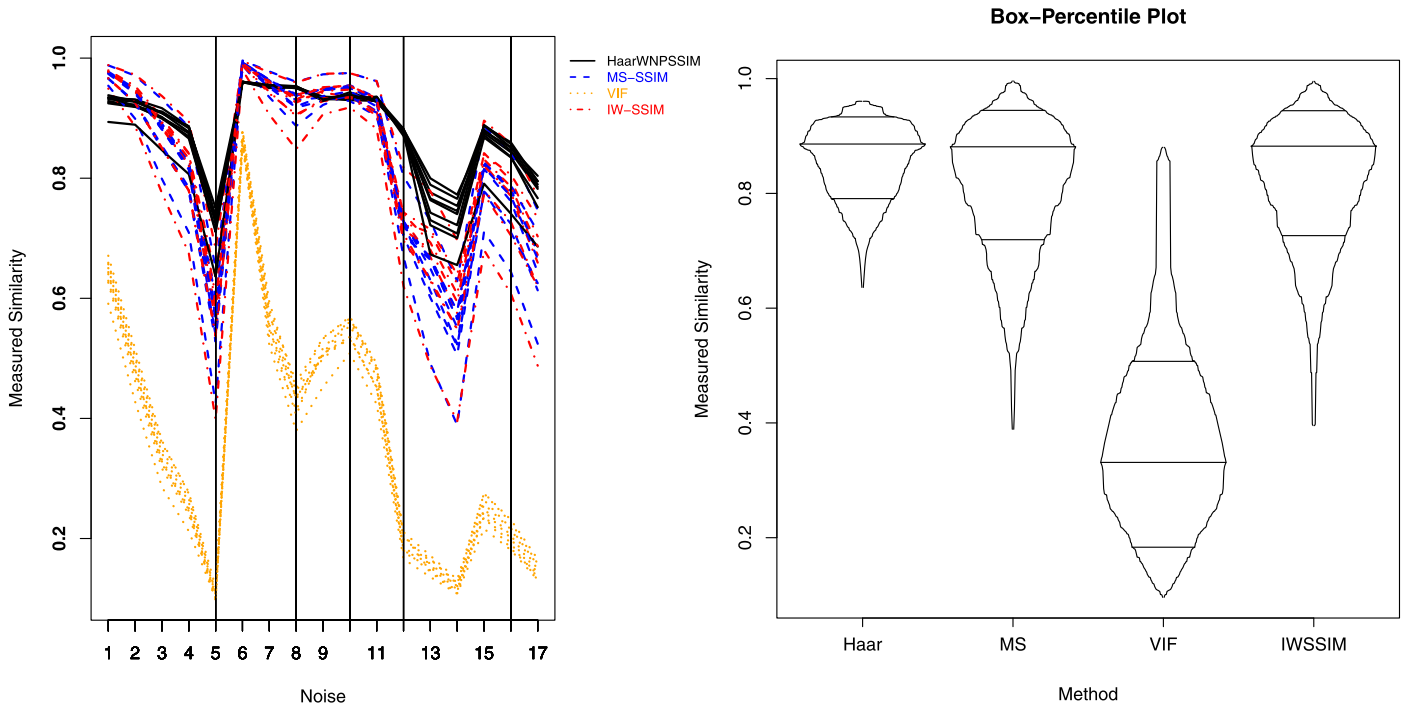 HaarWNPSSIM
MS−SSIM
VIF
IW−SSIM
Measured Similarity
1.0
0.8
0.6
0.4
0.2
1 2 3 4 5 6 7 8 9 11 13 15 17
Noise
Box−Percentile Plot
Measured Similarity
1.0
0.8
0.6
0.4
0.2
Haar MS VIF IWSSIM
Method